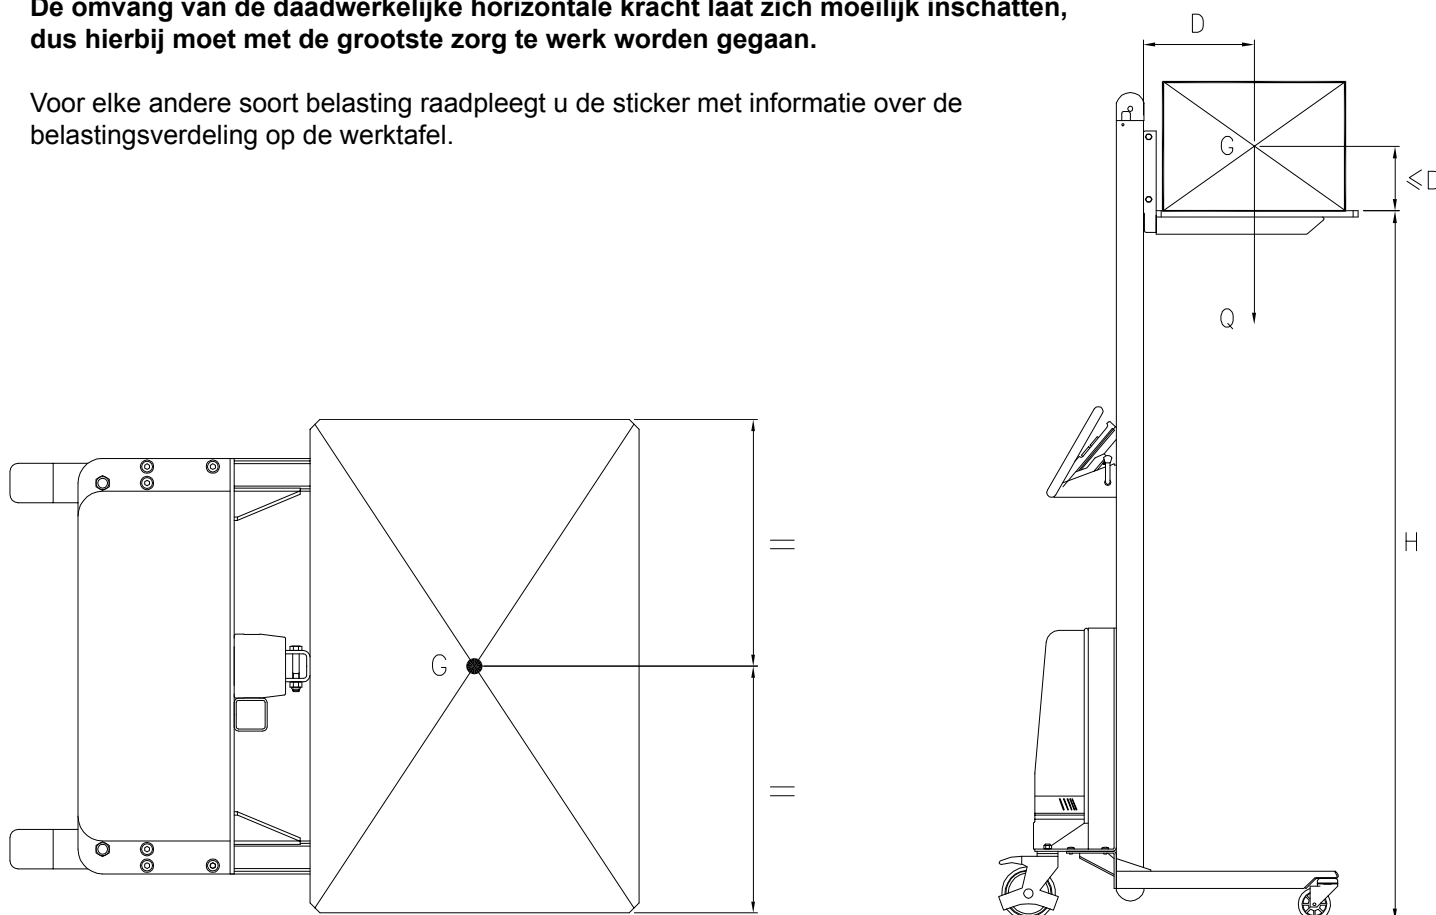 De omvang van de daadwerkelijke horizontale kracht laat zich moeilijk inschatten,
dus hierbij moet met de grootste zorg te werk worden gegaan.
Voor elke andere soort belasting raadpleegt u de sticker met informatie over de
belastingsverdeling op de werktafel.
D
G
≤D
Q
H
=
G
=